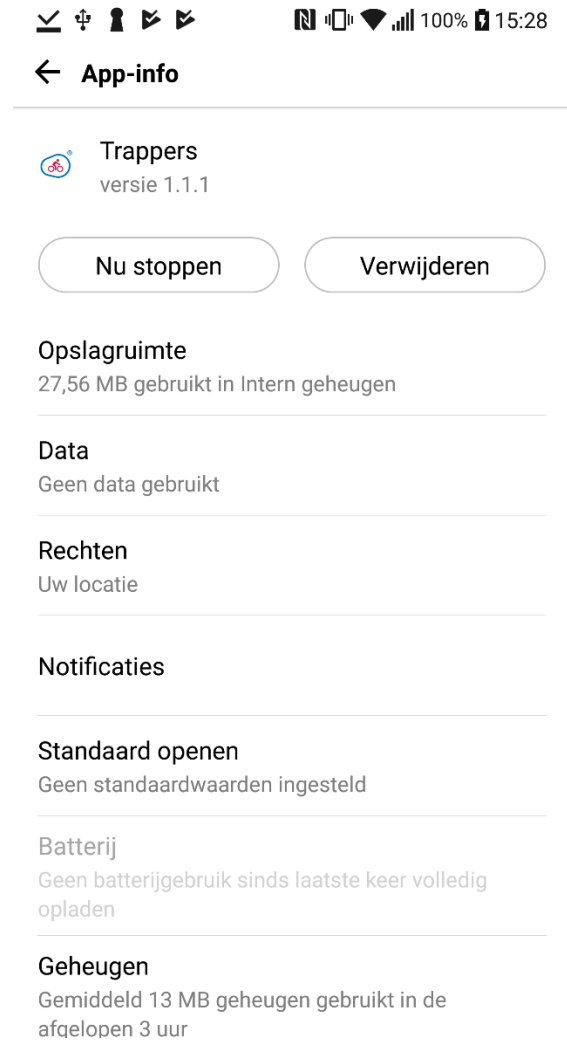 100% 15:28
App-info
Trappers
versie 1.1.1
Nu stoppen
Verwijderen
Opslagruimte
27,56 MB gebruikt in Intern geheugen
Data
Geen data gebruikt
Rechten
Uw locatie
Notificaties
Standaard openen
Geen standaardwaarden ingesteld
Batterij
Geen batterijgebruik sinds laatste keer volledig
opladen
Geheugen
Gemiddeld 13 MB geheugen gebruikt in de
afgelopen 3 uur